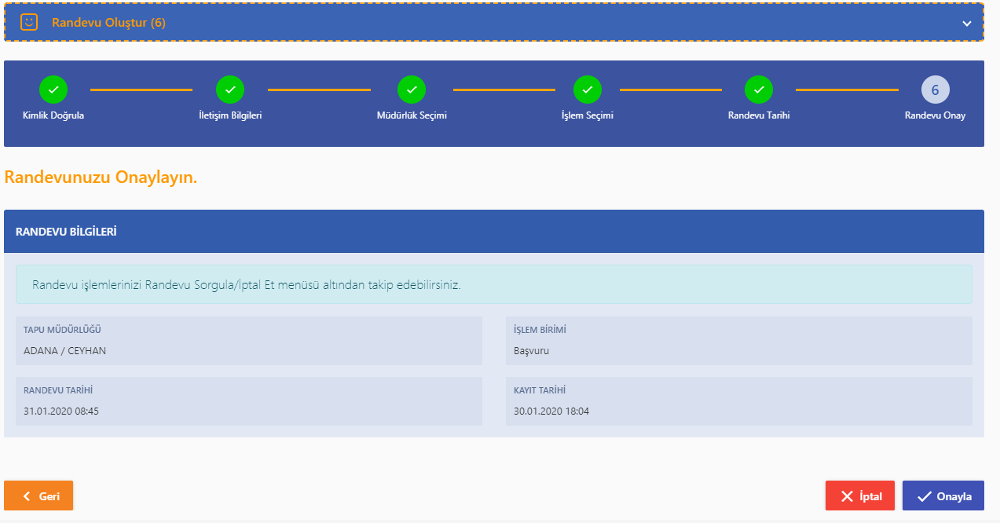 Randevu Oluştur (6)
6
Kimlik Doğrula İletişim Bilgileri Müdürlük Seçimi İşlem Seçimi Randevu Tarihi Randevu Onay
Randevunuzu Onaylayın.
RANDEVU BİLGİLERİ
Randevu işlemlerinizi Randevu Sorgula/İptal Et menüsü altından takip edebilirsiniz.
TAPU MÜDÜRLÜĞÜ
ADANA / CEYHAN
İŞLEM BİRİMİ
Başvuru
RANDEVU TARİHİ
31.01.2020 08:45
KAYIT TARİHİ
30.01.2020 18:04
Geri
İptal
Onayla